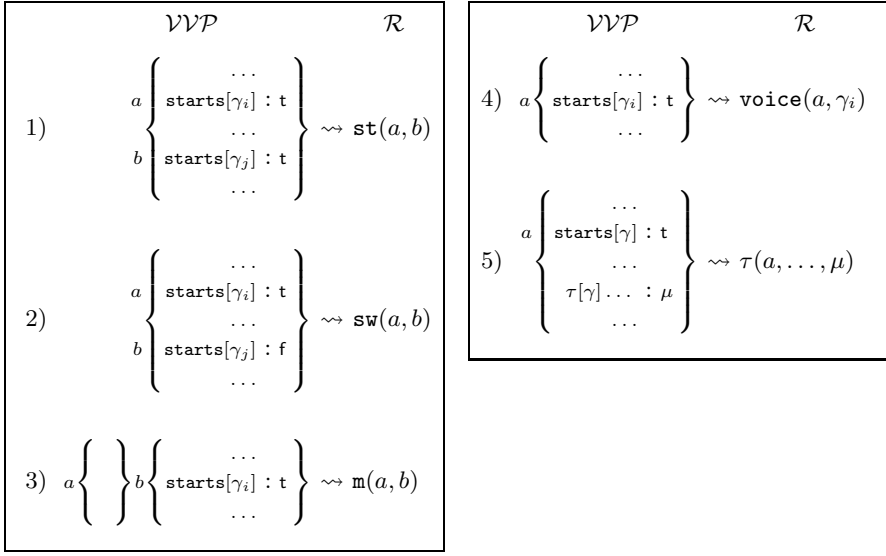 𝒱𝒱𝒫 ℛ
1) a b { ... starts[γᵢ] : t ... starts[γⱼ] : t ... } ⇝ st(a, b)
2) a b { ... starts[γᵢ] : t ... starts[γⱼ] : f ... } ⇝ sw(a, b)
3) a { } b { ... starts[γᵢ] : t ... } ⇝ m(a, b)
𝒱𝒱𝒫 ℛ
4) a { ... starts[γᵢ] : t ... } ⇝ voice(a, γᵢ)
5) a { ... starts[γ] : t ... τ[γ] ... : μ ... } ⇝ τ(a, ..., μ)